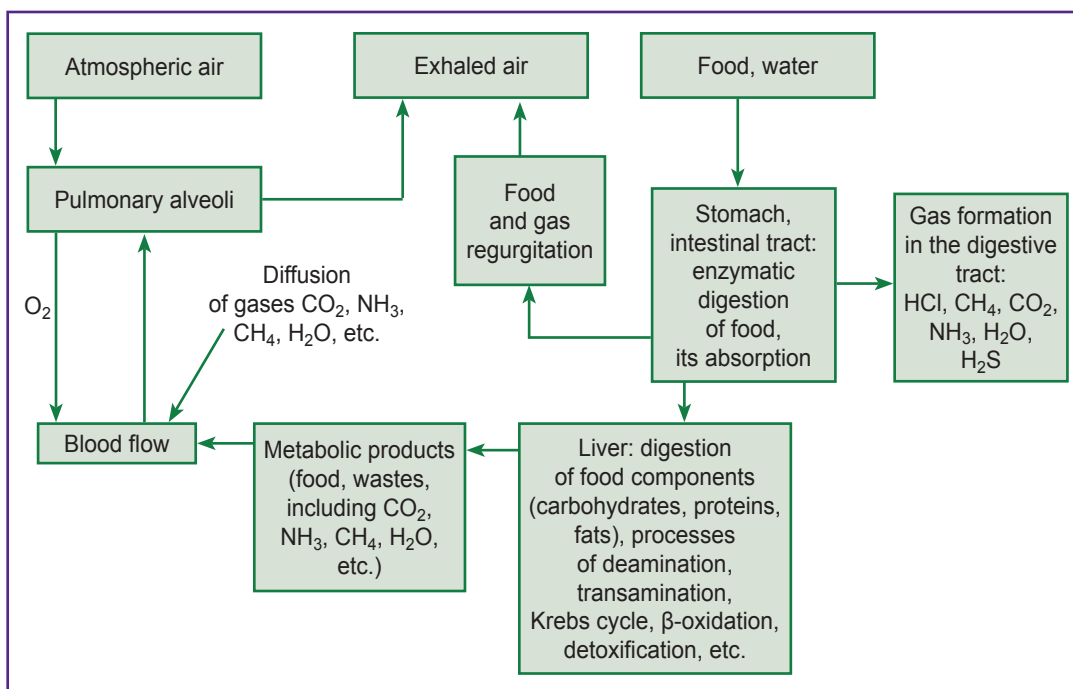 Atmospheric air
Exhaled air
Food, water
Pulmonary alveoli
Food
and gas
regurgitation
Stomach,
intestinal tract:
enzymatic
digestion
of food,
its absorption
Gas formation
in the digestive
tract:
HCl, CH₄, CO₂,
NH₃, H₂O,
H₂S
O₂
Diffusion
of gases CO₂, NH₃,
CH₄, H₂O, etc.
Blood flow
Metabolic products
(food, wastes,
including CO₂,
NH₃, CH₄, H₂O,
etc.)
Liver: digestion
of food components
(carbohydrates, proteins,
fats), processes
of deamination,
transamination,
Krebs cycle, β-oxidation,
detoxification, etc.